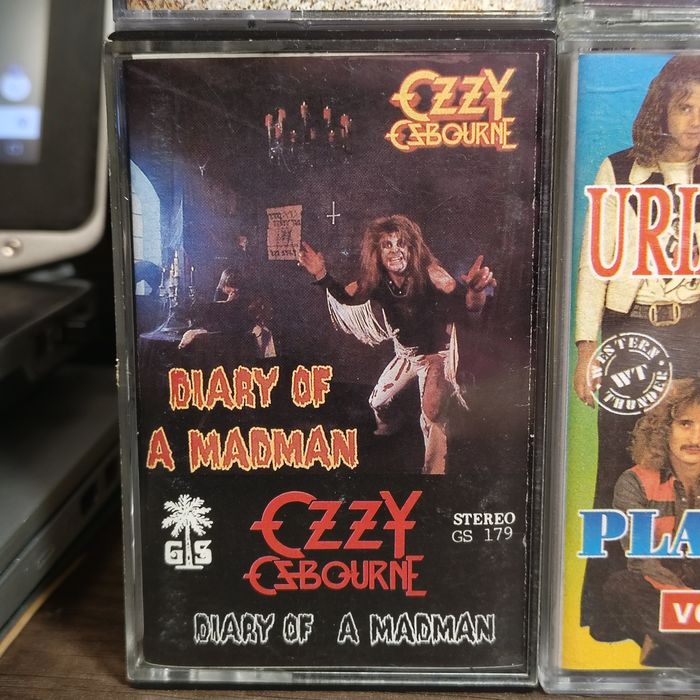 OZZY
OSBOURNE
DIARY OF
A MADMAN
GS
OZZY
OSBOURNE
STEREO
GS 179
DIARY OF A MADMAN
URI
WESTERN
WT
THUNDER
PLA